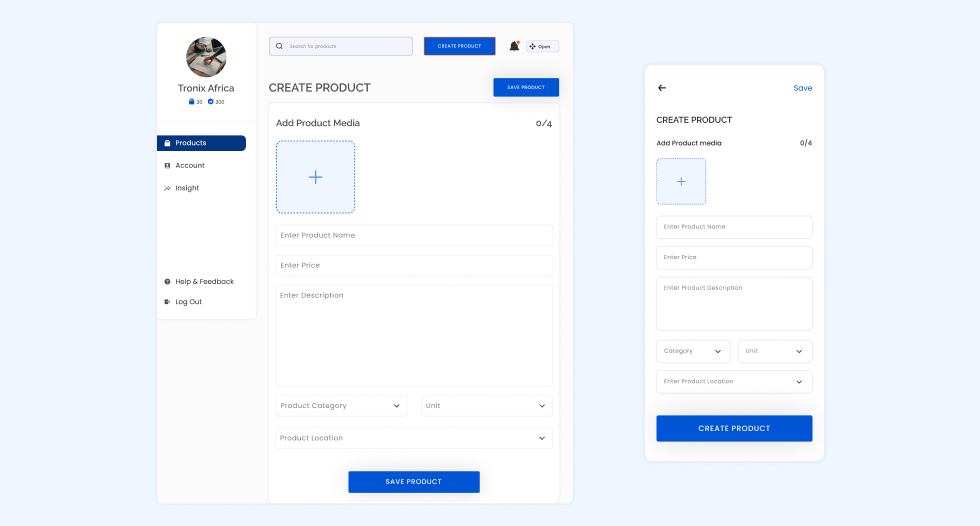 Tronix Africa
20 200
Products
Account
Insight
Help & Feedback
Log Out
Search for products
CREATE PRODUCT
Open
CREATE PRODUCT
SAVE PRODUCT
Add Product Media 0/4
Enter Product Name
Enter Price
Enter Description
Product Category Unit
Product Location
SAVE PRODUCT
Save
CREATE PRODUCT
Add Product media 0/4
Enter Product Name
Enter Price
Enter Product Description
Category Unit
Enter Product Location
CREATE PRODUCT